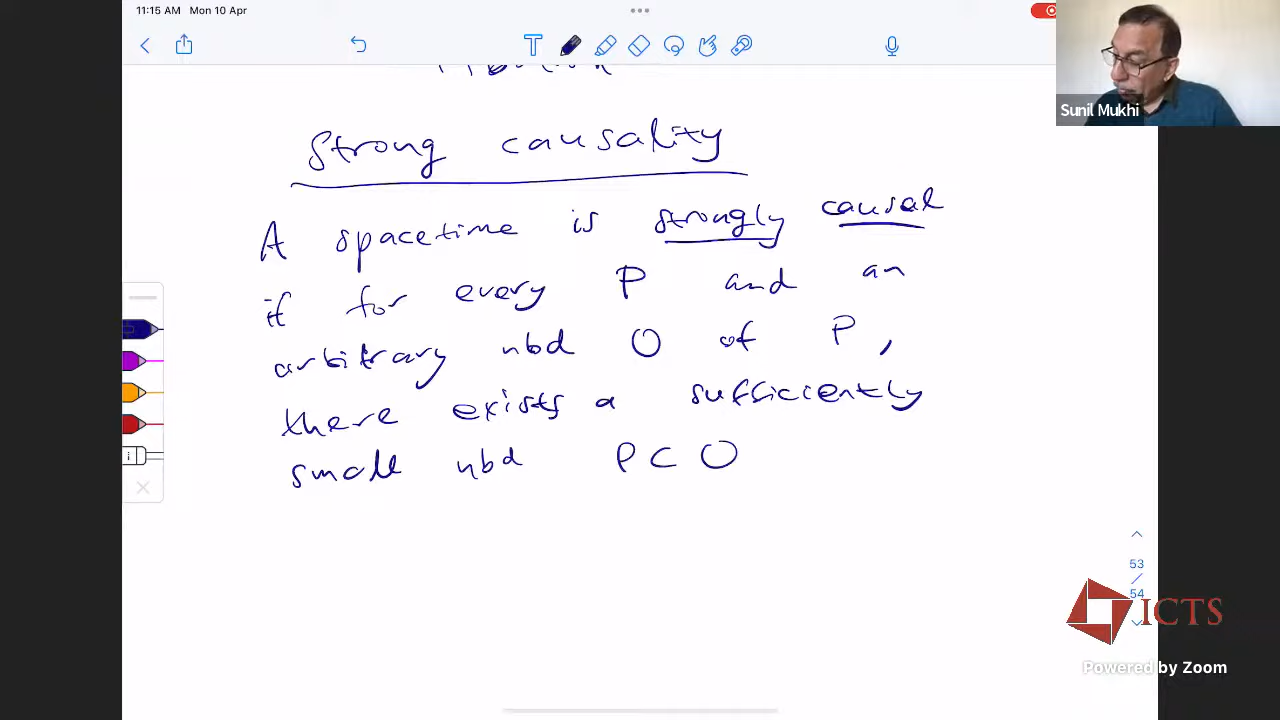 11:15 AM Mon 10 Apr
Sunil Mukhi
Strong causality
A spacetime is strongly causal
if for every P and an
arbitrary nbd O of P,
there exists a sufficiently
small nbd P ⊂ O
53
/
54
ICTS
Powered by Zoom